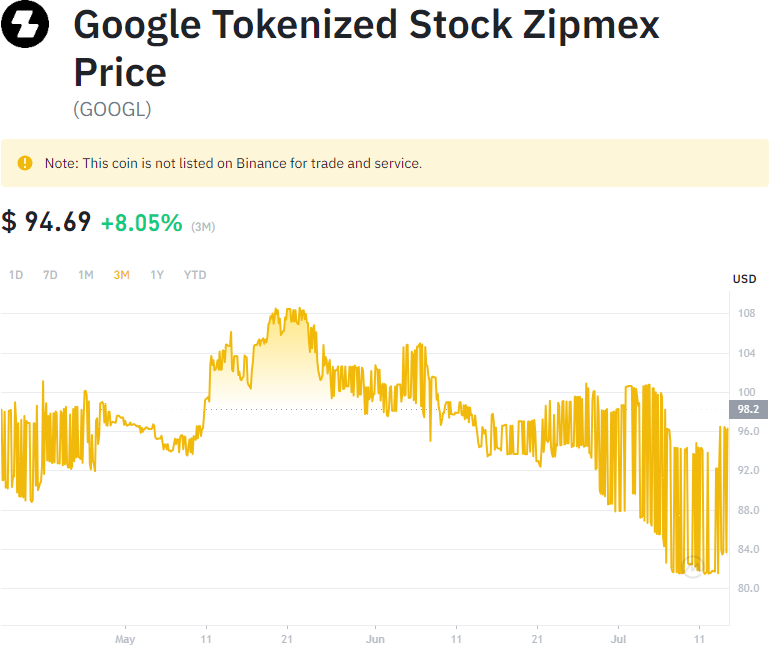 Google Tokenized Stock Zipmex
Price
(GOOGL)
Note: This coin is not listed on Binance for trade and service.
$ 94.69 +8.05% (3M)
1D 7D 1M 3M 1Y YTD
USD
108
104
100
98.2
96.0
92.0
88.0
84.0
80.0
May 11 21 Jun 11 21 Jul 11